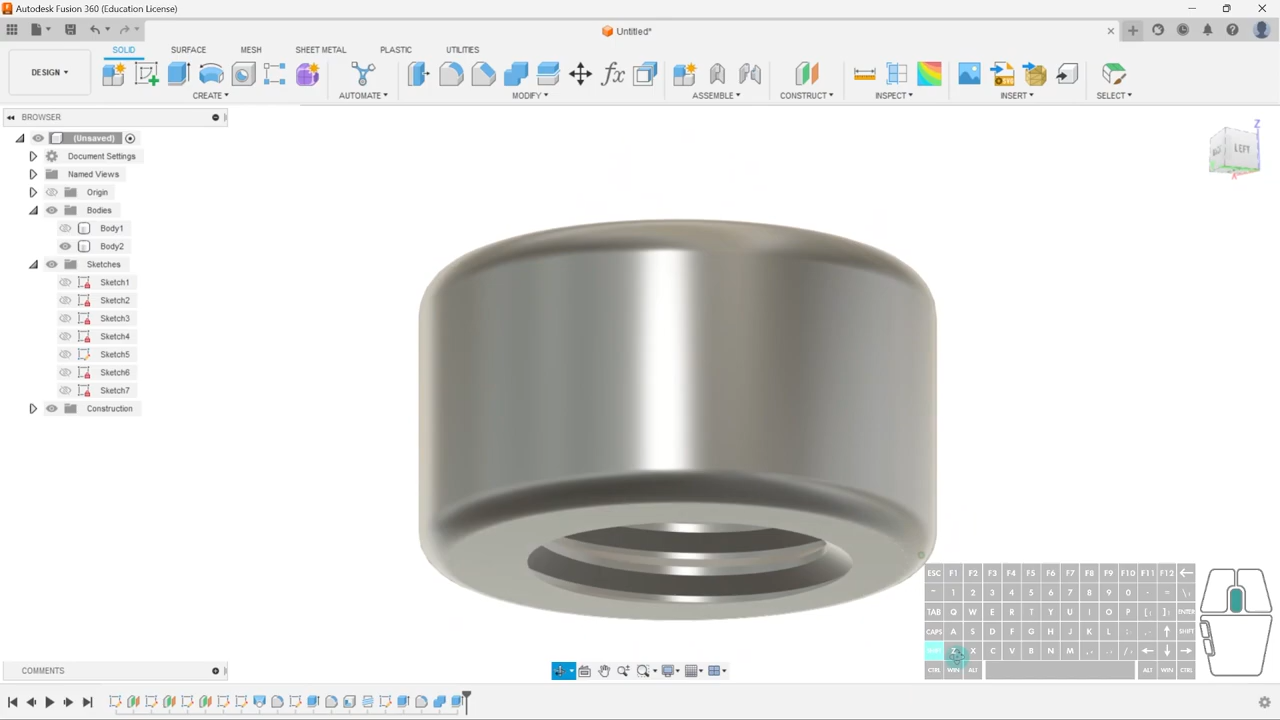 Autodesk Fusion 360 (Education License)
Untitled*
DESIGN
SOLID SURFACE MESH SHEET METAL PLASTIC UTILITIES
CREATE AUTOMATE MODIFY ASSEMBLE CONSTRUCT INSPECT INSERT SELECT
BROWSER
(Unsaved)
Document Settings
Named Views
Origin
Bodies
Body1
Body2
Sketches
Sketch1
Sketch2
Sketch3
Sketch4
Sketch5
Sketch6
Sketch7
Construction
Z
LEFT
ESC F1 F2 F3 F4 F5 F6 F7 F8 F9 F10 F11 F12
1 2 3 4 5 6 7 8 9 0 - =
TAB Q W E R T Y U I O P ENTER
CAPS A S D F G H J K L SHIFT
Z X C V B N M
CTRL WIN ALT ALT WIN CTRL
COMMENTS